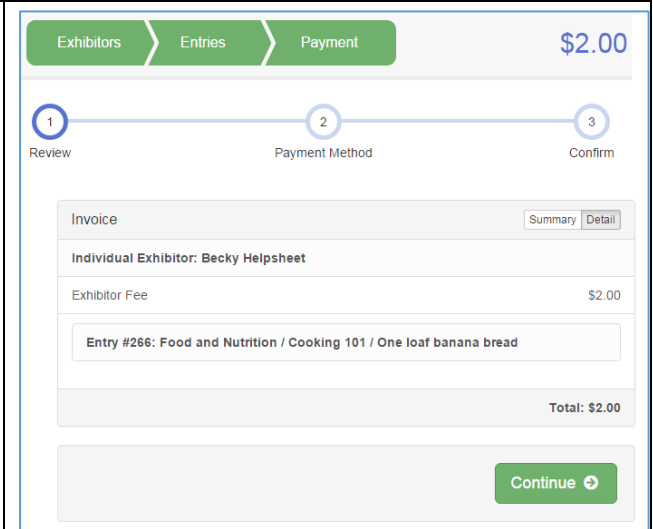 Exhibitors Entries Payment $2.00
1 2 3
Review Payment Method Confirm
Invoice Summary Detail
Individual Exhibitor: Becky Helpsheet
Exhibitor Fee $2.00
Entry #266: Food and Nutrition / Cooking 101 / One loaf banana bread
Total: $2.00
Continue